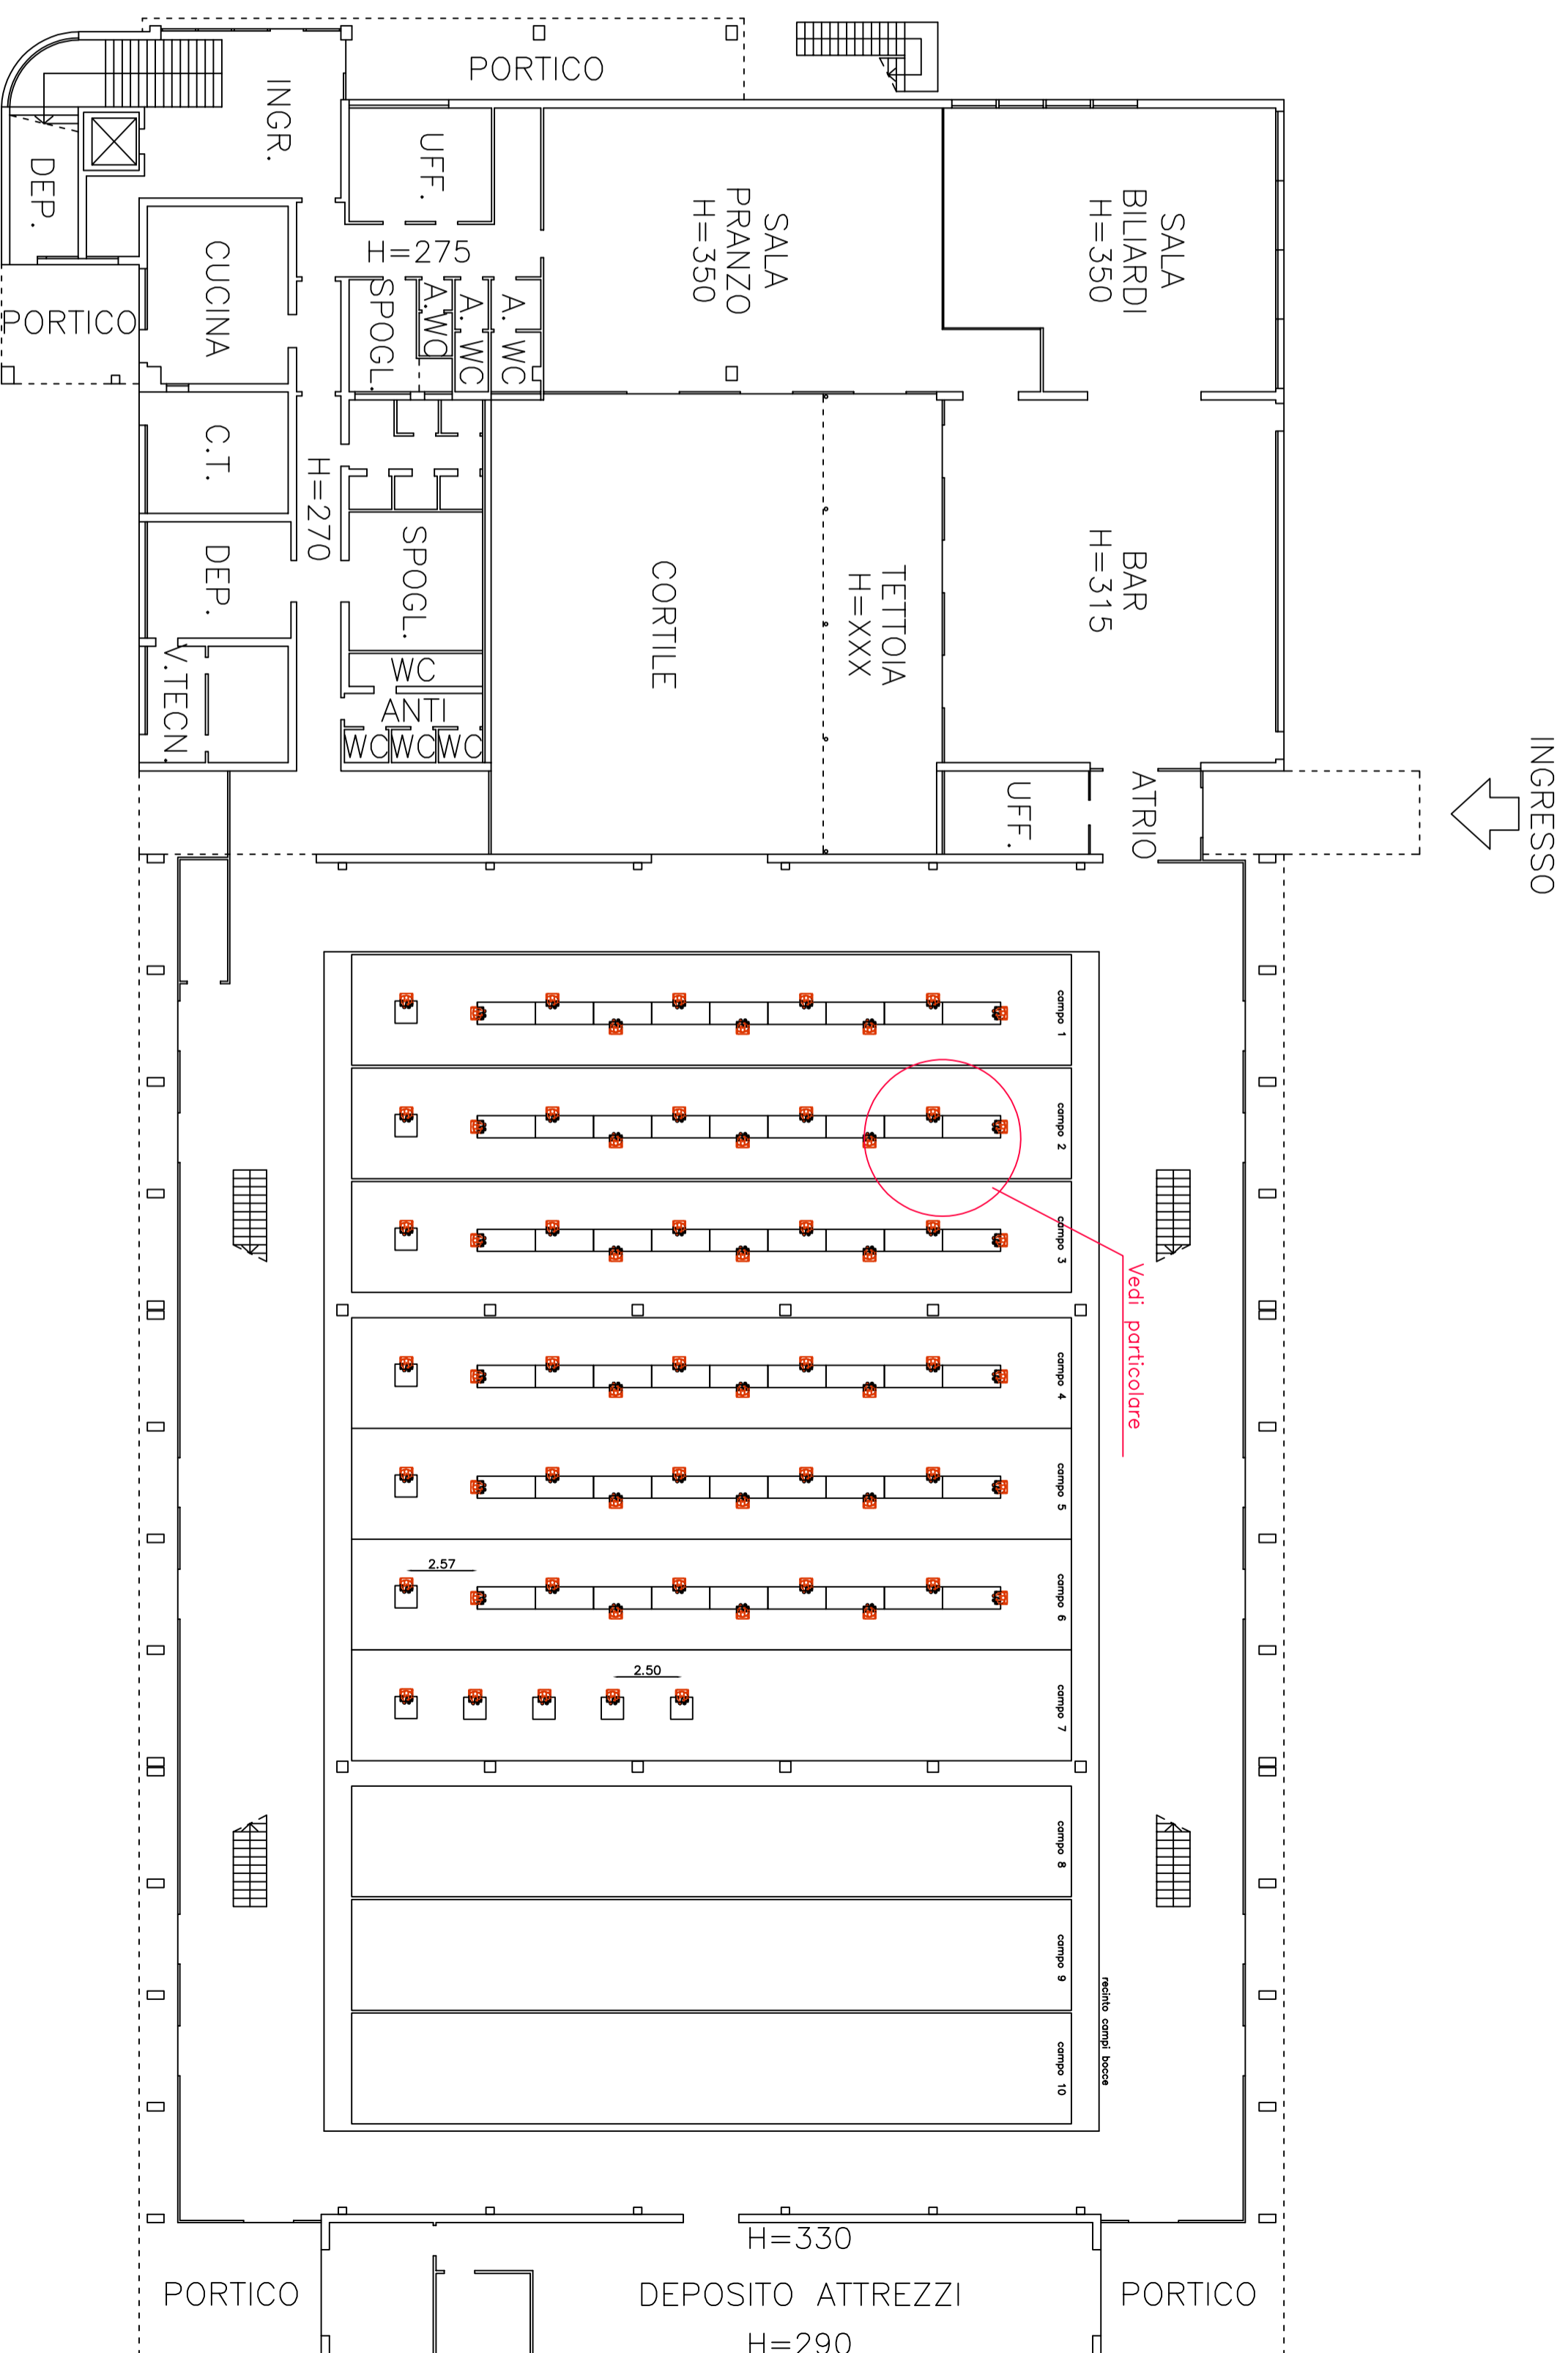 PORTICO
INGR.
UFF.
DEP.
SALA
PRANZO
H=350
SALA
BILIARDI
H=350
H=275
CUCINA
PORTICO
SPOGL.
A.WC
A. WC
A. WC
C.T.
H=270
DEP.
SPOGL.
CORTILE
TETTOIA
H=XXX
BAR
H=315
V.TECN.
WC
ANTI
WC
WC
WC
UFF.
ATRIO
INGRESSO
campo 1
campo 2
campo 3
Vedi particolare
campo 4
campo 5
2.57
campo 6
2.50
campo 7
campo 8
campo 9
recinto campi bocce
campo 10
H=330
PORTICO
DEPOSITO ATTREZZI
PORTICO
H=290